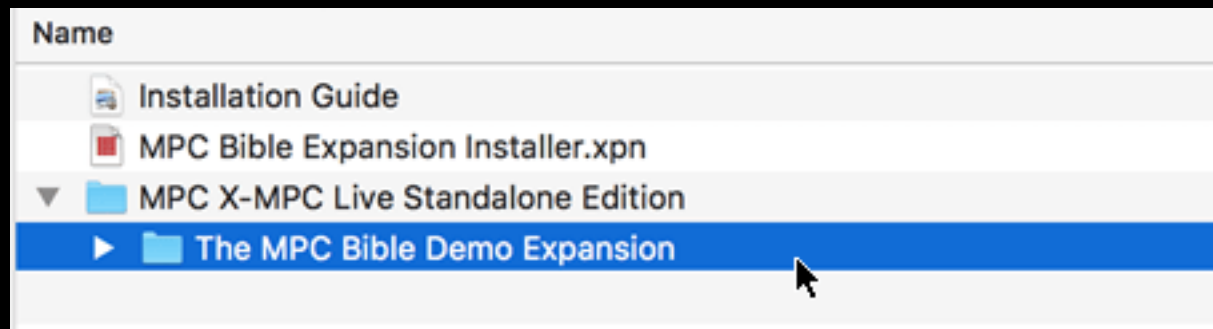 Name
Installation Guide
MPC Bible Expansion Installer.xpn
MPC X-MPC Live Standalone Edition
The MPC Bible Demo Expansion